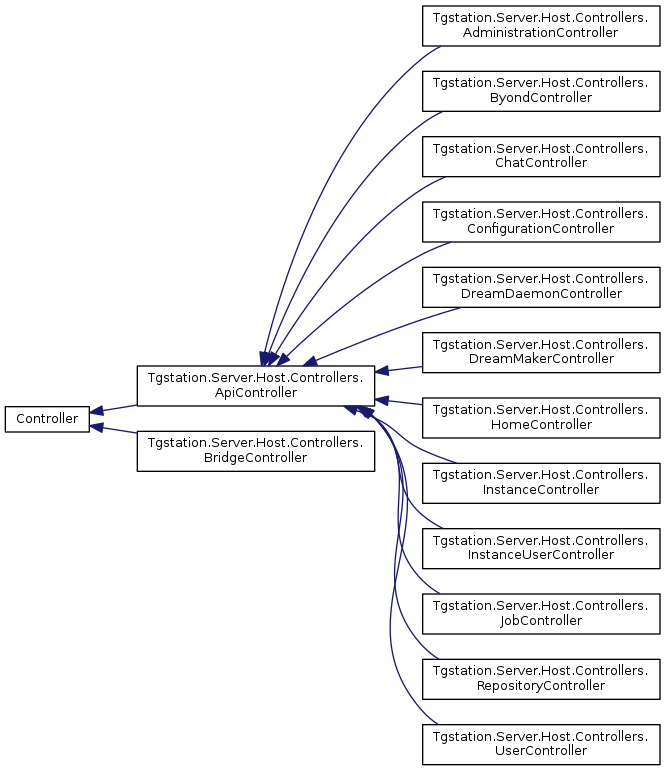 Tgstation.Server.Host.Controllers.
AdministrationController
Tgstation.Server.Host.Controllers.
ByondController
Tgstation.Server.Host.Controllers.
ChatController
Tgstation.Server.Host.Controllers.
ConfigurationController
Tgstation.Server.Host.Controllers.
DreamDaemonController
Tgstation.Server.Host.Controllers.
DreamMakerController
Tgstation.Server.Host.Controllers.
ApiController
Tgstation.Server.Host.Controllers.
HomeController
Controller
Tgstation.Server.Host.Controllers.
BridgeController
Tgstation.Server.Host.Controllers.
InstanceController
Tgstation.Server.Host.Controllers.
InstanceUserController
Tgstation.Server.Host.Controllers.
JobController
Tgstation.Server.Host.Controllers.
RepositoryController
Tgstation.Server.Host.Controllers.
UserController